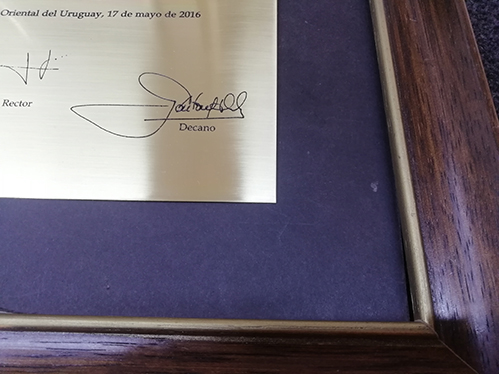 Oriental del Uruguay, 17 de mayo de 2016
Rector
Decano